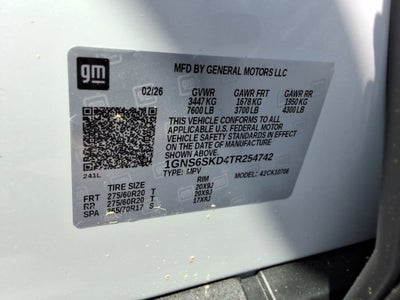 gm
MFD BY GENERAL MOTORS LLC
02/26 GVWR GAWR FRT GAWR RR
3447 KG 1678 KG 1950 KG
7600 LB 3700 LB 4300 LB
THIS VEHICLE CONFORMS TO ALL
APPLICABLE U.S. FEDERAL MOTOR
VEHICLE SAFETY STANDARDS IN EFFECT
ON THE DATE OF MANUFACTURE
SHOWN ABOVE.
1GNS6SKD4TR254742
TYPE: MPV MODEL: 42CK10706
241L
TIRE SIZE RIM
FRT 275/60R20 T 20X9J
RR 275/60R20 T 20X9J
SPA 265/70R17 S 17X8J